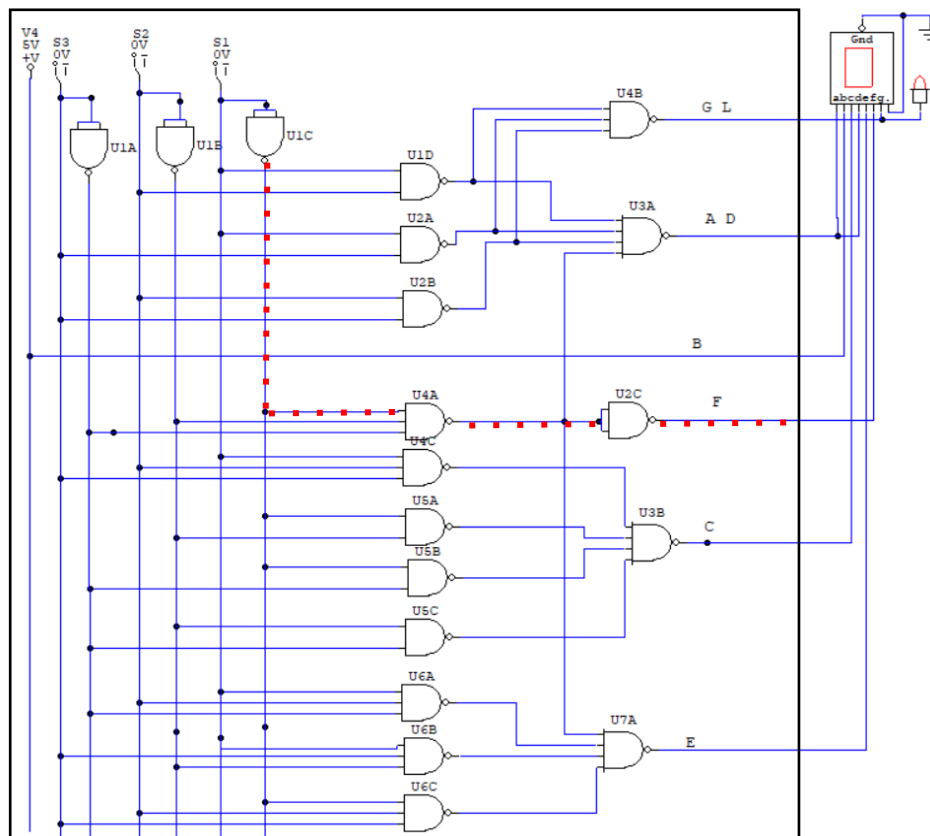 V4
5V
+V
S3
0V
S2
0V
S1
0V
Gnd
abcdefg.
U4B
G L
U1A
U1B
U1C
U1D
U3A
A D
U2A
U2B
B
U4A
U2C
F
U4C
U5A
U3B
C
U5B
U5C
U6A
U7A
E
U6B
U6C